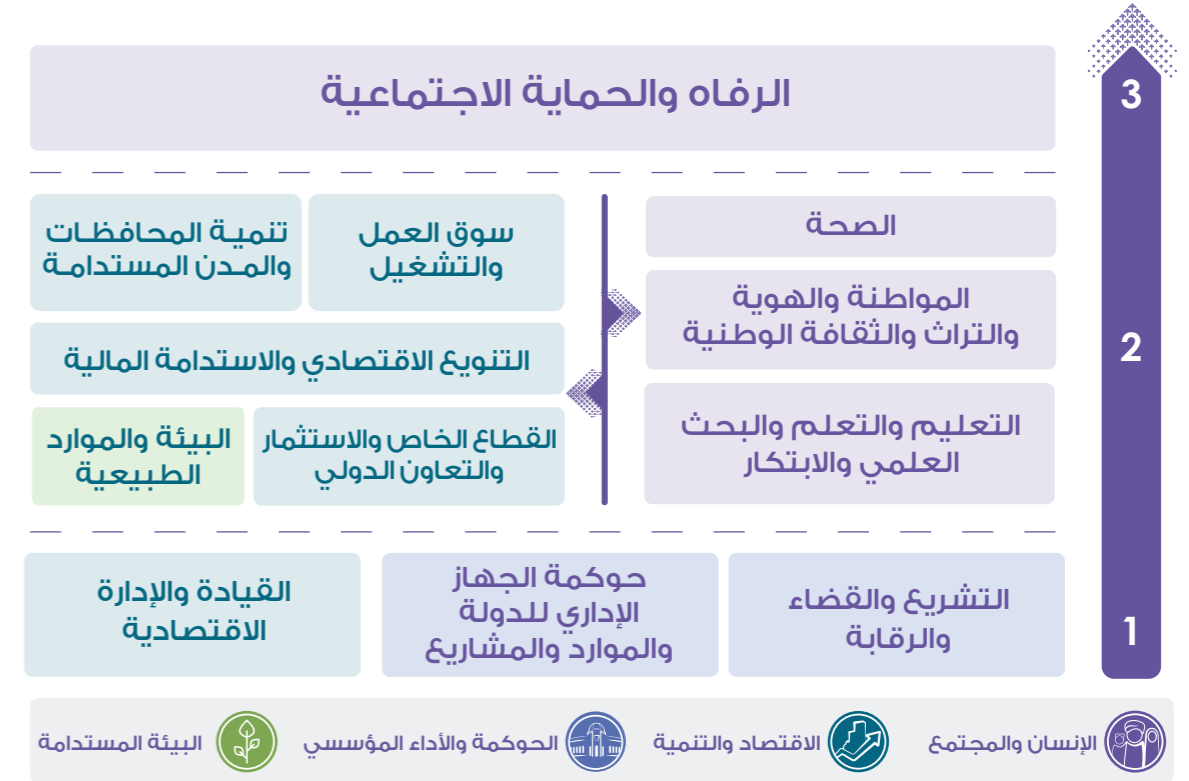 3
الرفاه والحماية الاجتماعية
2
الصحة
المواطنة والهوية
والتراث والثقافة الوطنية
التعليم والتعلم والبحث
العلمي والابتكار
سوق العمل
والتشغيل
تنمية المحافظات
والمدن المستدامة
التنويع الاقتصادي والاستدامة المالية
القطاع الخاص والاستثمار
والتعاون الدولي
البيئة والموارد
الطبيعية
1
التشريع والقضاء
والرقابة
حوكمة الجهاز
الإداري للدولة
والموارد والمشاريع
القيادة والإدارة
الاقتصادية
الإنسان والمجتمع
الاقتصاد والتنمية
الحوكمة والأداء المؤسسي
البيئة المستدامة